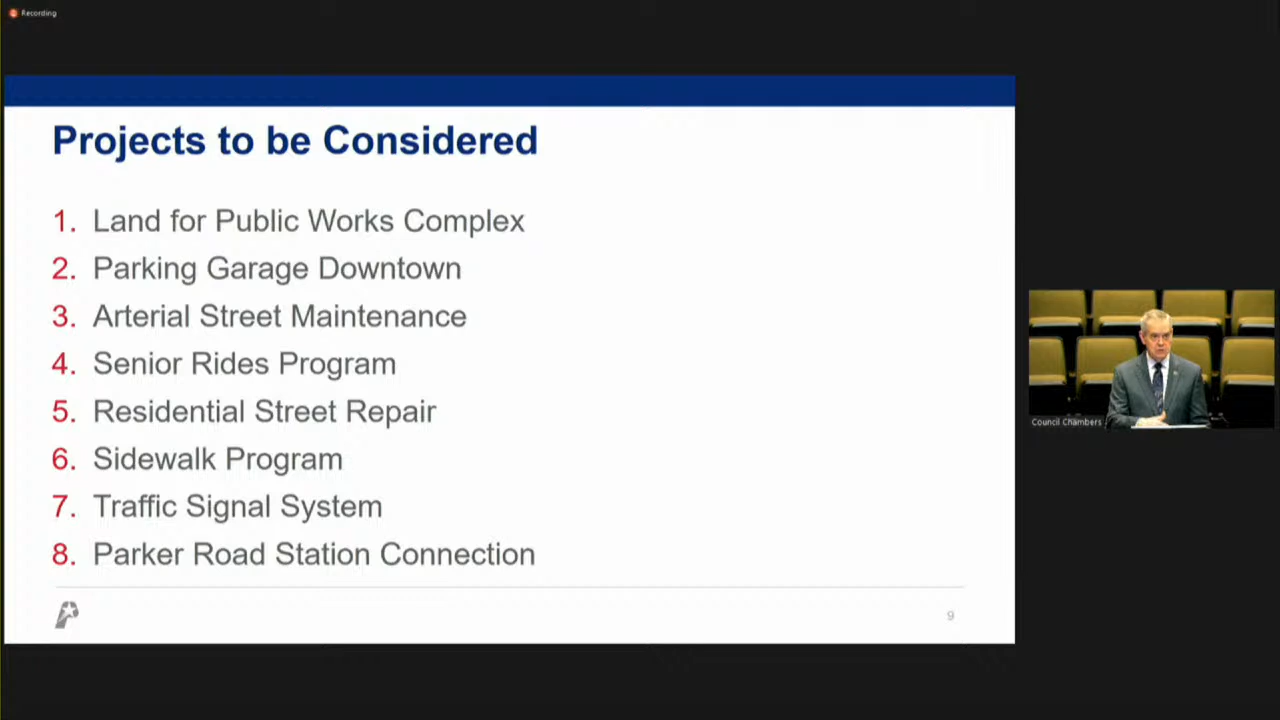 Recording
Projects to be Considered
1. Land for Public Works Complex
2. Parking Garage Downtown
3. Arterial Street Maintenance
4. Senior Rides Program
5. Residential Street Repair
6. Sidewalk Program
7. Traffic Signal System
8. Parker Road Station Connection
9
Council Chambers